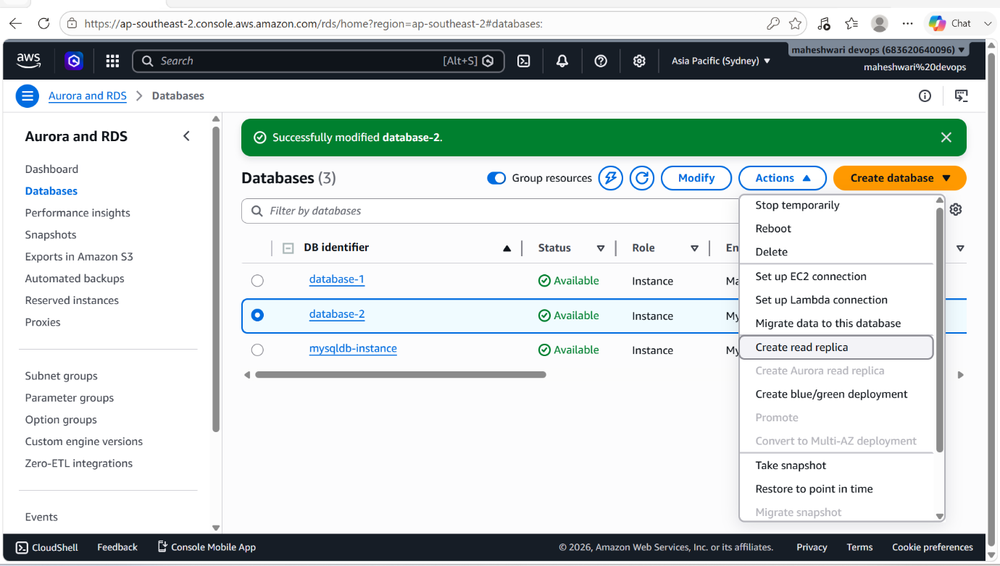 https://ap-southeast-2.console.aws.amazon.com/rds/home?region=ap-southeast-2#databases:
Chat
aws
Search
[Alt+S]
Asia Pacific (Sydney)
maheshwari devops (683620640096)
maheshwari%20devops
Aurora and RDS
Databases
Aurora and RDS
Dashboard
Databases
Performance insights
Snapshots
Exports in Amazon S3
Automated backups
Reserved instances
Proxies
Subnet groups
Parameter groups
Option groups
Custom engine versions
Zero-ETL integrations
Events
Successfully modified database-2.
Databases (3)
Group resources
Modify
Actions
Create database
Filter by databases
DB identifier
Status
Role
En
database-1
Available
Instance
Ma
database-2
Available
Instance
My
mysqldb-instance
Available
Instance
My
Stop temporarily
Reboot
Delete
Set up EC2 connection
Set up Lambda connection
Migrate data to this database
Create read replica
Create Aurora read replica
Create blue/green deployment
Promote
Convert to Multi-AZ deployment
Take snapshot
Restore to point in time
Migrate snapshot
CloudShell
Feedback
Console Mobile App
© 2026, Amazon Web Services, Inc. or its affiliates.
Privacy
Terms
Cookie preferences